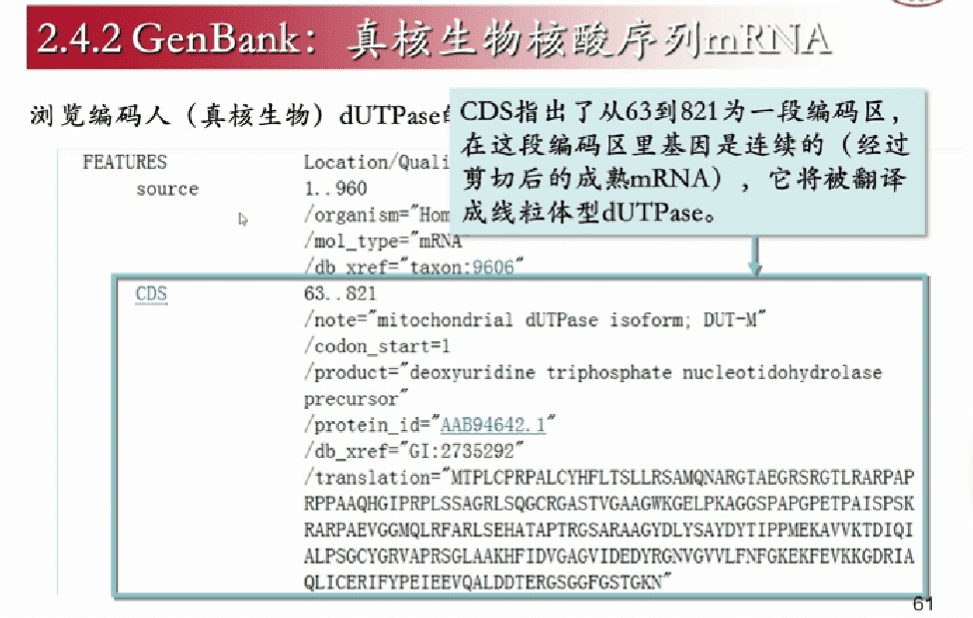 2.4.2 GenBank：真核生物核酸序列mRNA
浏览编码人（真核生物）dUTPase
CDS指出了从63到821为一段编码区，
在这段编码区里基因是连续的（经过
剪切后的成熟mRNA），它将被翻译
成线粒体型dUTPase。
FEATURES Location/Quali
source 1..960
/organism="Hom
/mol_type="mRNA"
/db_xref="taxon:9606"
CDS 63..821
/note="mitochondrial dUTPase isoform; DUT-M"
/codon_start=1
/product="deoxyuridine triphosphate nucleotidohydrolase
precursor"
/protein_id="AAB94642.1"
/db_xref="GI:2735292"
/translation="MTPLCPRPALCYHFLTSLLRSAMQNARGTAEGRSRGTLRARPAP
RPPAAQHGIPRPLSSAGRLSQGCRGASTVGAAGWKGELPKAGGSPAPGPETPAISPSK
RARPAEVGGMQLRFARLSEHATAPTRGSARAAGYDLYSAYDYTIPPMEKAVVKTDIQI
ALPSGCYGRVAPRSGLAAKHFIDVGAGVIDEDYRGNVGVVLFNFGKEKFEVKKGDRIA
QLICERIFYPEIEEVQALDDTERGSGGFGSTGKN"
61